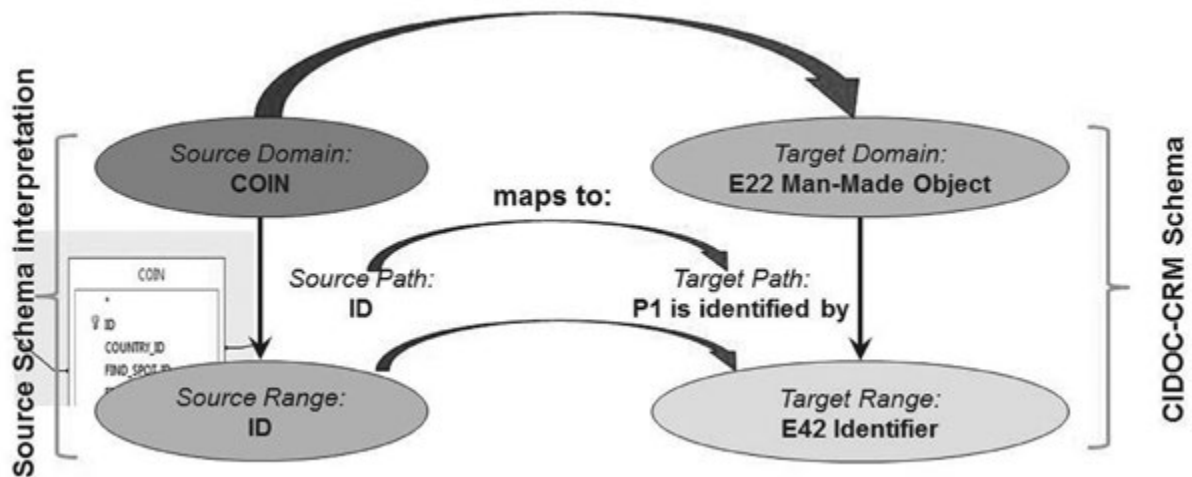 Source Schema interpretation
Source Domain:
COIN
Target Domain:
E22 Man-Made Object
maps to:
Source Path:
ID
Target Path:
P1 is identified by
COIN
*
ID
COUNTRY_ID
Source Range:
ID
Target Range:
E42 Identifier
CIDOC-CRM Schema